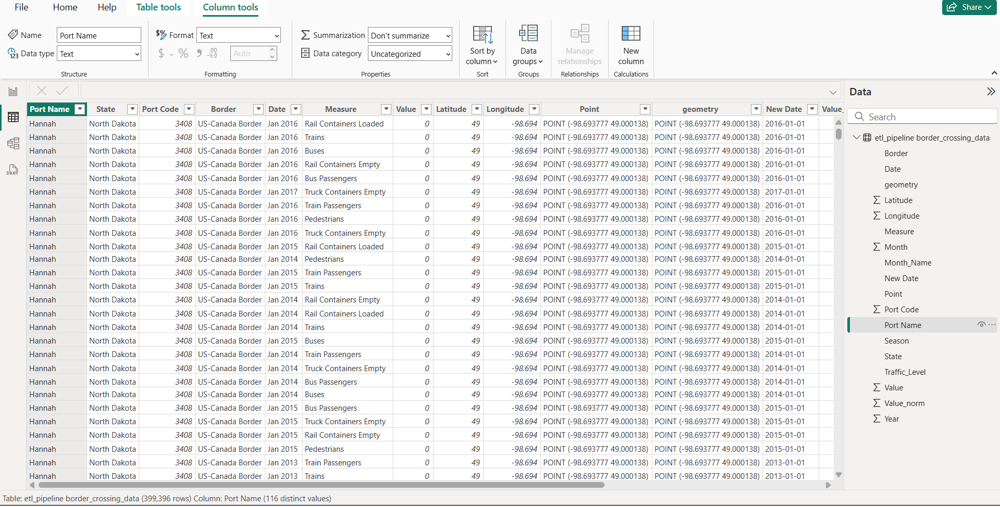 File Home Help Table tools Column tools Share
Name Port Name $% Format Text Σ Summarization Don't summarize
123 Data type Text $ % 9 .00 Auto Data category Uncategorized
Sort by column Data groups Manage relationships New column
Structure Formatting Properties Sort Groups Relationships Calculations
Port Name State Port Code Border Date Measure Value Latitude Longitude Point geometry New Date Value_
Hannah North Dakota 3408 US-Canada Border Jan 2016 Rail Containers Loaded 0 49 -98.694 POINT (-98.693777 49.000138) POINT (-98.693777 49.000138) 2016-01-01
Hannah North Dakota 3408 US-Canada Border Jan 2016 Trains 0 49 -98.694 POINT (-98.693777 49.000138) POINT (-98.693777 49.000138) 2016-01-01
Hannah North Dakota 3408 US-Canada Border Jan 2016 Buses 0 49 -98.694 POINT (-98.693777 49.000138) POINT (-98.693777 49.000138) 2016-01-01
Hannah North Dakota 3408 US-Canada Border Jan 2016 Rail Containers Empty 0 49 -98.694 POINT (-98.693777 49.000138) POINT (-98.693777 49.000138) 2016-01-01
Hannah North Dakota 3408 US-Canada Border Jan 2016 Bus Passengers 0 49 -98.694 POINT (-98.693777 49.000138) POINT (-98.693777 49.000138) 2016-01-01
Hannah North Dakota 3408 US-Canada Border Jan 2017 Truck Containers Empty 0 49 -98.694 POINT (-98.693777 49.000138) POINT (-98.693777 49.000138) 2017-01-01
Hannah North Dakota 3408 US-Canada Border Jan 2016 Train Passengers 0 49 -98.694 POINT (-98.693777 49.000138) POINT (-98.693777 49.000138) 2016-01-01
Hannah North Dakota 3408 US-Canada Border Jan 2016 Pedestrians 0 49 -98.694 POINT (-98.693777 49.000138) POINT (-98.693777 49.000138) 2016-01-01
Hannah North Dakota 3408 US-Canada Border Jan 2016 Truck Containers Empty 0 49 -98.694 POINT (-98.693777 49.000138) POINT (-98.693777 49.000138) 2016-01-01
Hannah North Dakota 3408 US-Canada Border Jan 2015 Rail Containers Loaded 0 49 -98.694 POINT (-98.693777 49.000138) POINT (-98.693777 49.000138) 2015-01-01
Hannah North Dakota 3408 US-Canada Border Jan 2014 Pedestrians 0 49 -98.694 POINT (-98.693777 49.000138) POINT (-98.693777 49.000138) 2014-01-01
Hannah North Dakota 3408 US-Canada Border Jan 2015 Train Passengers 0 49 -98.694 POINT (-98.693777 49.000138) POINT (-98.693777 49.000138) 2015-01-01
Hannah North Dakota 3408 US-Canada Border Jan 2015 Trains 0 49 -98.694 POINT (-98.693777 49.000138) POINT (-98.693777 49.000138) 2015-01-01
Hannah North Dakota 3408 US-Canada Border Jan 2014 Rail Containers Empty 0 49 -98.694 POINT (-98.693777 49.000138) POINT (-98.693777 49.000138) 2014-01-01
Hannah North Dakota 3408 US-Canada Border Jan 2014 Rail Containers Loaded 0 49 -98.694 POINT (-98.693777 49.000138) POINT (-98.693777 49.000138) 2014-01-01
Hannah North Dakota 3408 US-Canada Border Jan 2014 Trains 0 49 -98.694 POINT (-98.693777 49.000138) POINT (-98.693777 49.000138) 2014-01-01
Hannah North Dakota 3408 US-Canada Border Jan 2015 Buses 0 49 -98.694 POINT (-98.693777 49.000138) POINT (-98.693777 49.000138) 2015-01-01
Hannah North Dakota 3408 US-Canada Border Jan 2014 Train Passengers 0 49 -98.694 POINT (-98.693777 49.000138) POINT (-98.693777 49.000138) 2014-01-01
Hannah North Dakota 3408 US-Canada Border Jan 2014 Truck Containers Empty 0 49 -98.694 POINT (-98.693777 49.000138) POINT (-98.693777 49.000138) 2014-01-01
Hannah North Dakota 3408 US-Canada Border Jan 2014 Bus Passengers 0 49 -98.694 POINT (-98.693777 49.000138) POINT (-98.693777 49.000138) 2014-01-01
Hannah North Dakota 3408 US-Canada Border Jan 2014 Buses 0 49 -98.694 POINT (-98.693777 49.000138) POINT (-98.693777 49.000138) 2014-01-01
Hannah North Dakota 3408 US-Canada Border Jan 2015 Bus Passengers 0 49 -98.694 POINT (-98.693777 49.000138) POINT (-98.693777 49.000138) 2015-01-01
Hannah North Dakota 3408 US-Canada Border Jan 2015 Truck Containers Empty 0 49 -98.694 POINT (-98.693777 49.000138) POINT (-98.693777 49.000138) 2015-01-01
Hannah North Dakota 3408 US-Canada Border Jan 2015 Rail Containers Empty 0 49 -98.694 POINT (-98.693777 49.000138) POINT (-98.693777 49.000138) 2015-01-01
Hannah North Dakota 3408 US-Canada Border Jan 2015 Pedestrians 0 49 -98.694 POINT (-98.693777 49.000138) POINT (-98.693777 49.000138) 2015-01-01
Hannah North Dakota 3408 US-Canada Border Jan 2013 Train Passengers 0 49 -98.694 POINT (-98.693777 49.000138) POINT (-98.693777 49.000138) 2013-01-01
Hannah North Dakota 3408 US-Canada Border Jan 2013 Trains 0 49 -98.694 POINT (-98.693777 49.000138) POINT (-98.693777 49.000138) 2013-01-01
DAX
Data
Search
etl_pipeline border_crossing_data
Border
Date
geometry
Σ Latitude
Σ Longitude
Measure
Σ Month
Month_Name
New Date
Point
Σ Port Code
Port Name
Season
State
Traffic_Level
Σ Value
Σ Value_norm
Σ Year
Table: etl_pipeline border_crossing_data (399,396 rows) Column: Port Name (116 distinct values)